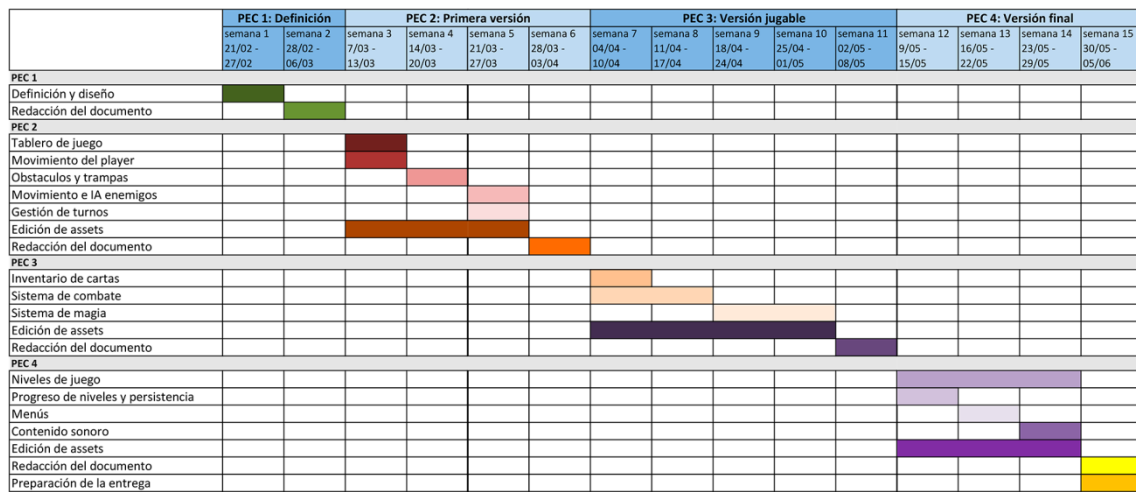 PEC 1: Definición PEC 2: Primera versión PEC 3: Versión jugable PEC 4: Versión final
semana 1 semana 2 semana 3 semana 4 semana 5 semana 6 semana 7 semana 8 semana 9 semana 10 semana 11 semana 12 semana 13 semana 14 semana 15
21/02 - 28/02 - 7/03 - 14/03 - 21/03 - 28/03 - 04/04 - 11/04 - 18/04 - 25/04 - 02/05 - 9/05 - 16/05 - 23/05 - 30/05 -
27/02 06/03 13/03 20/03 27/03 03/04 10/04 17/04 24/04 01/05 08/05 15/05 22/05 29/05 05/06
PEC 1
Definición y diseño
Redacción del documento
PEC 2
Tablero de juego
Movimiento del player
Obstaculos y trampas
Movimiento e IA enemigos
Gestión de turnos
Edición de assets
Redacción del documento
PEC 3
Inventario de cartas
Sistema de combate
Sistema de magia
Edición de assets
Redacción del documento
PEC 4
Niveles de juego
Progreso de niveles y persistencia
Menús
Contenido sonoro
Edición de assets
Redacción del documento
Preparación de la entrega